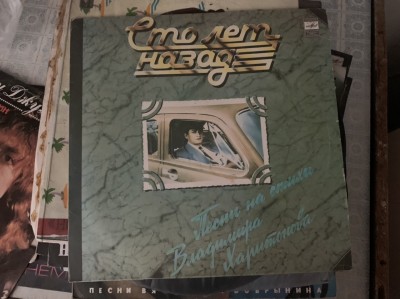 Сто лет
назад
Песни на стихи
Владимира
Харитонова
ПЕСНИ